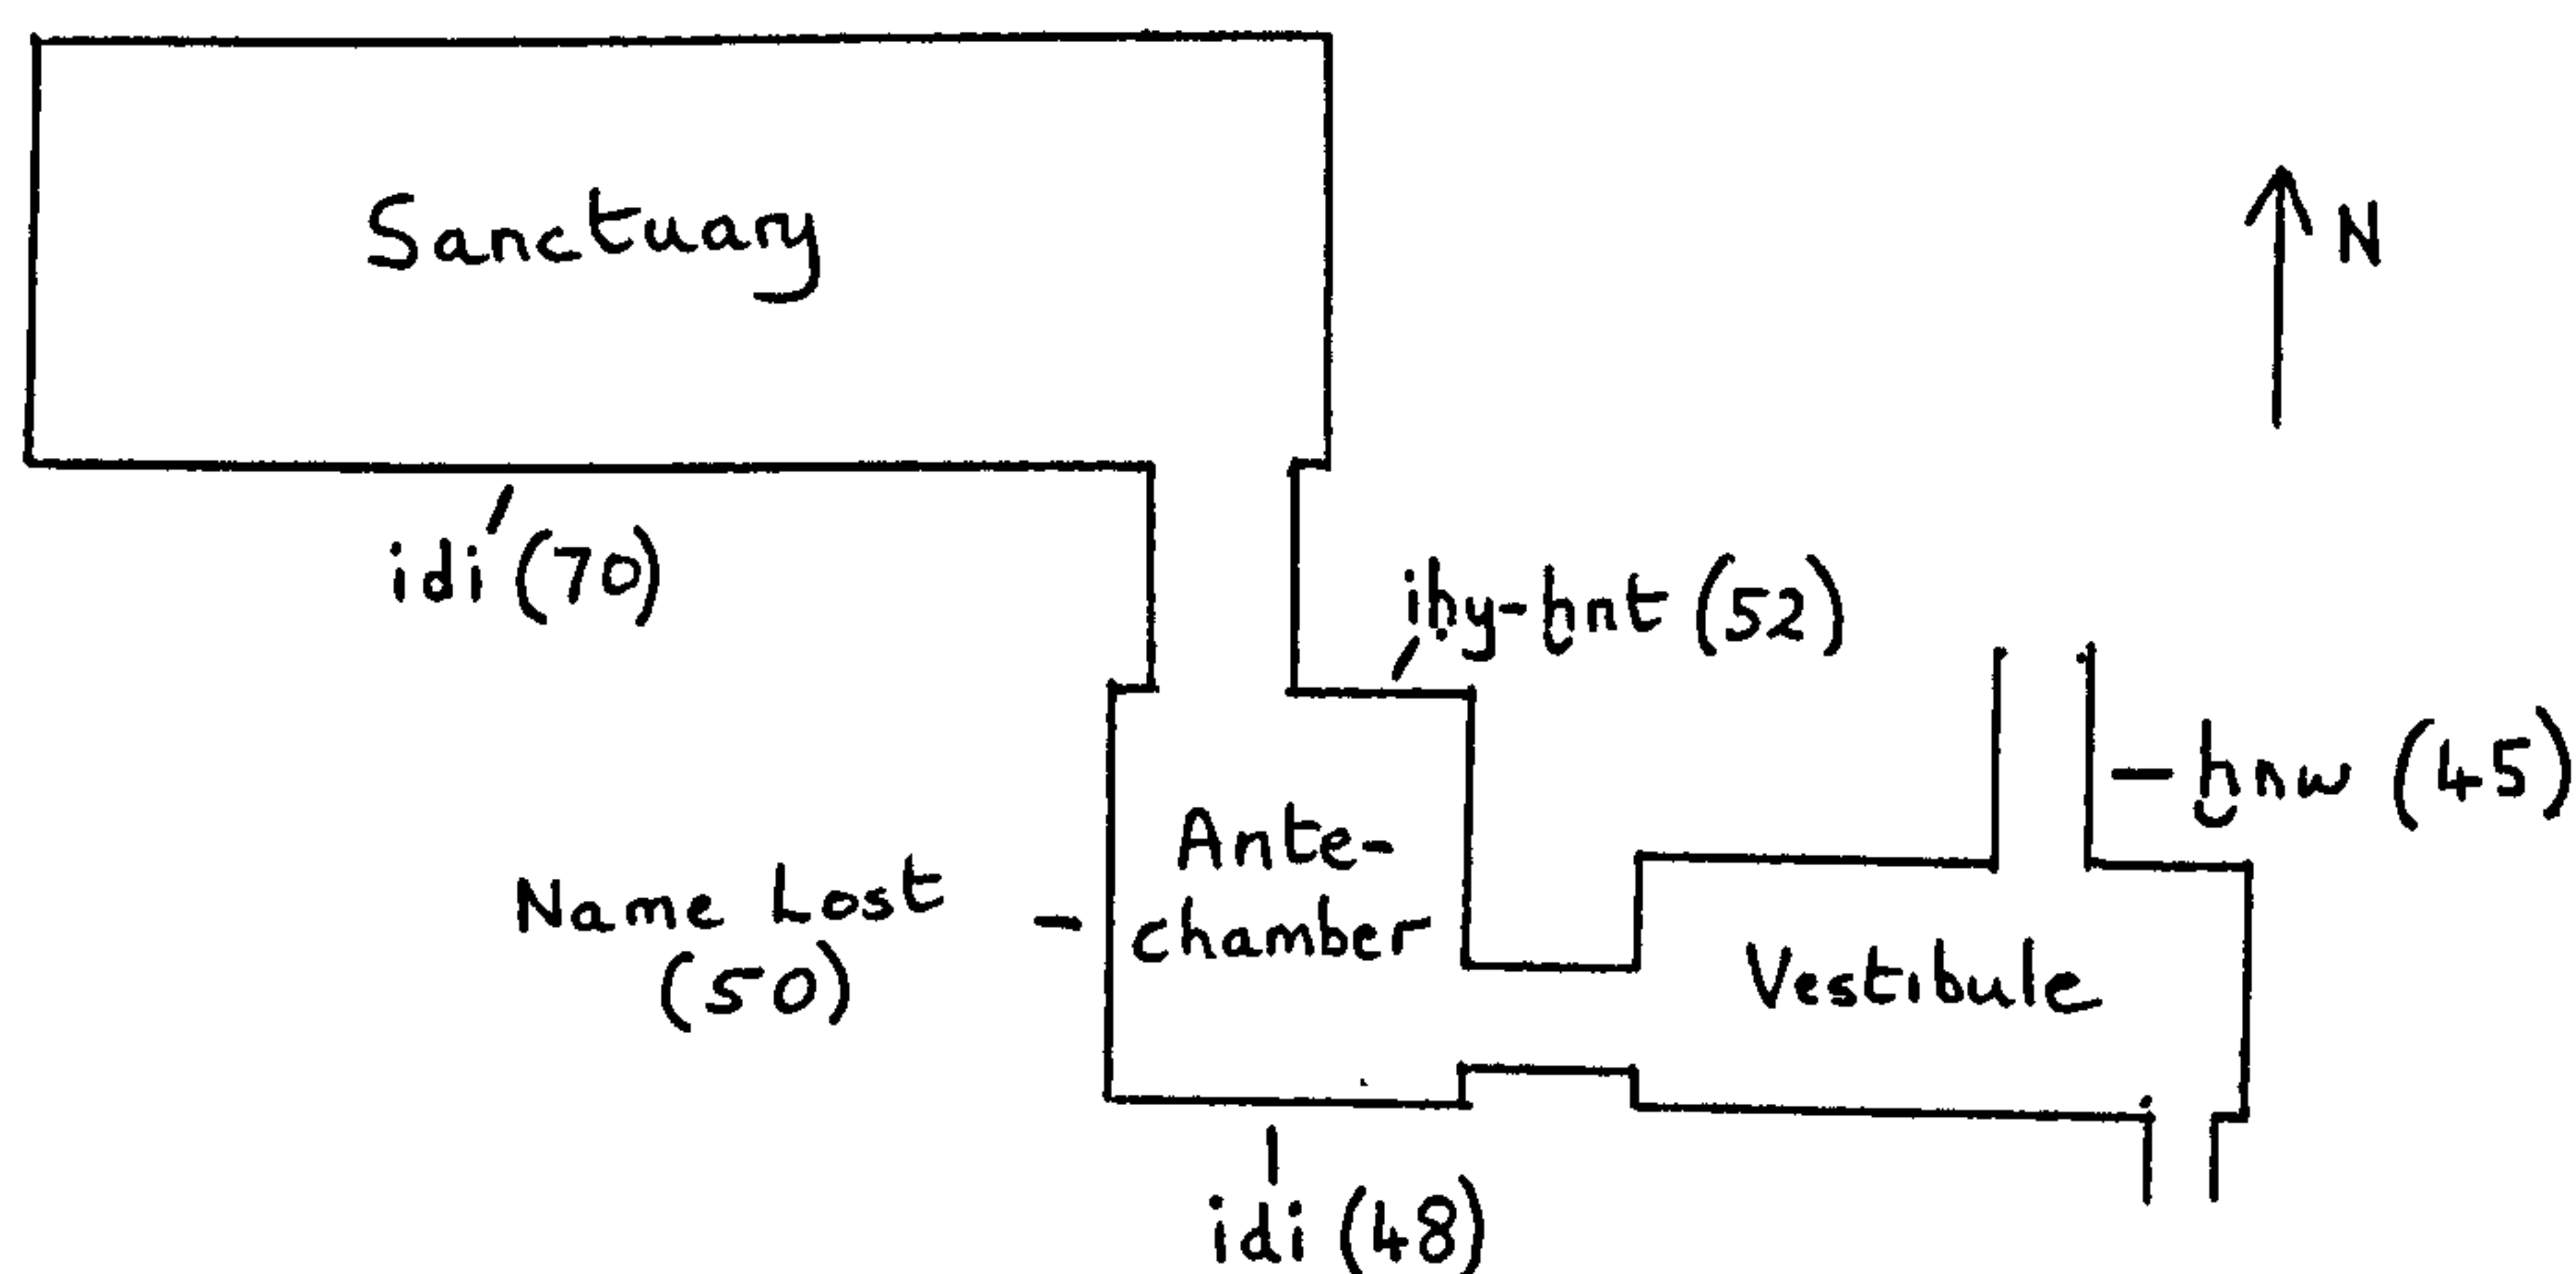 Sanctuary
N
idi (70)
iḥy-ḫnt (52)
ḫnw (45)
Ante-
chamber
Name Lost
(50)
Vestibule
idi (48)